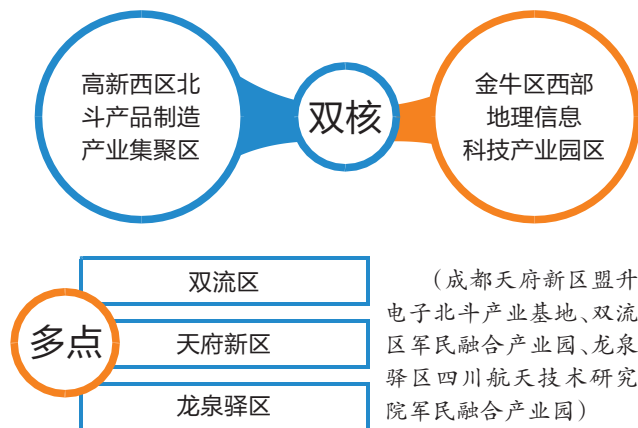 高新西区北
斗产品制造
产业集聚区
双核
金牛区西部
地理信息
科技产业园区
多点
双流区
天府新区
龙泉驿区
（成都天府新区盟升
电子北斗产业基地、双流
区军民融合产业园、龙泉
驿区四川航天技术研究
院军民融合产业园）